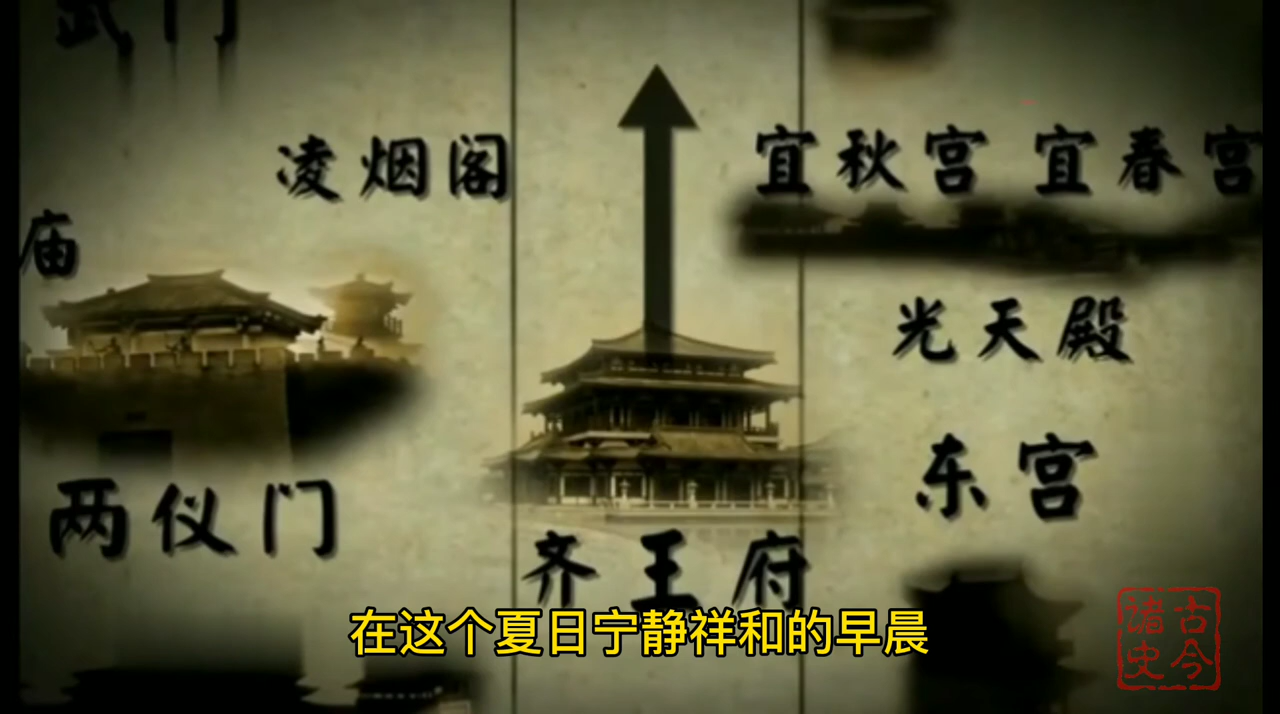 武门
凌烟阁
宜秋宫 宜春宫
庙
光天殿
东宫
两仪门
齐王府
在这个夏日宁静祥和的早晨
古今
诸史